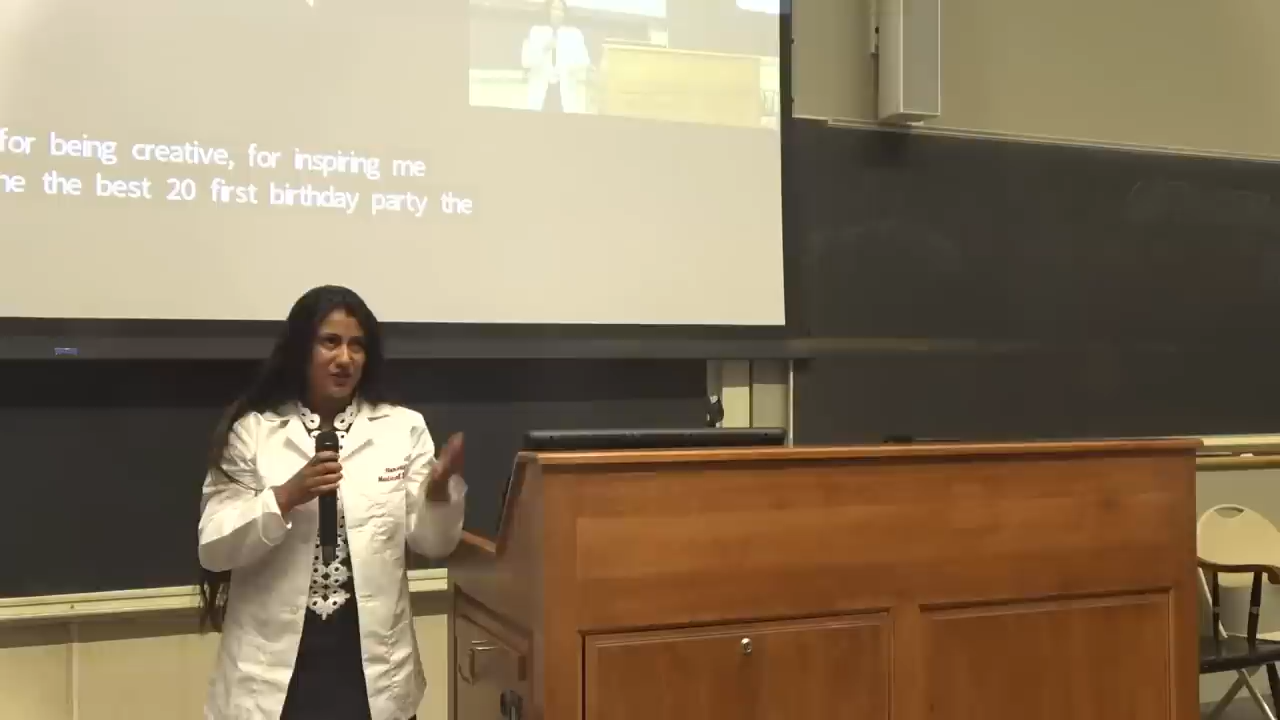 for being creative, for inspiring me
the best 20 first birthday party the